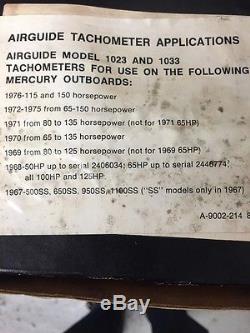 AIRGUIDE TACHOMETER APPLICATIONS
AIRGUIDE MODEL 1023 AND 1033
TACHOMETERS FOR USE ON THE FOLLOWING
MERCURY OUTBOARDS:
1976-115 and 150 horsepower
1972-1975 from 65-150 horsepower
1971 from 80 to 135 horsepower (not for 1971 65HP)
1970 from 65 to 135 horsepower
1969 from 80 to 125 horsepower (not for 1969 65HP)
1968-50HP up to serial 2406034; 65HP up to serial 2446774;
all 100HP and 125HP.
1967-500SS, 650SS, 950SS, 1100SS ("SS" models only in 1967)
A-9002-214